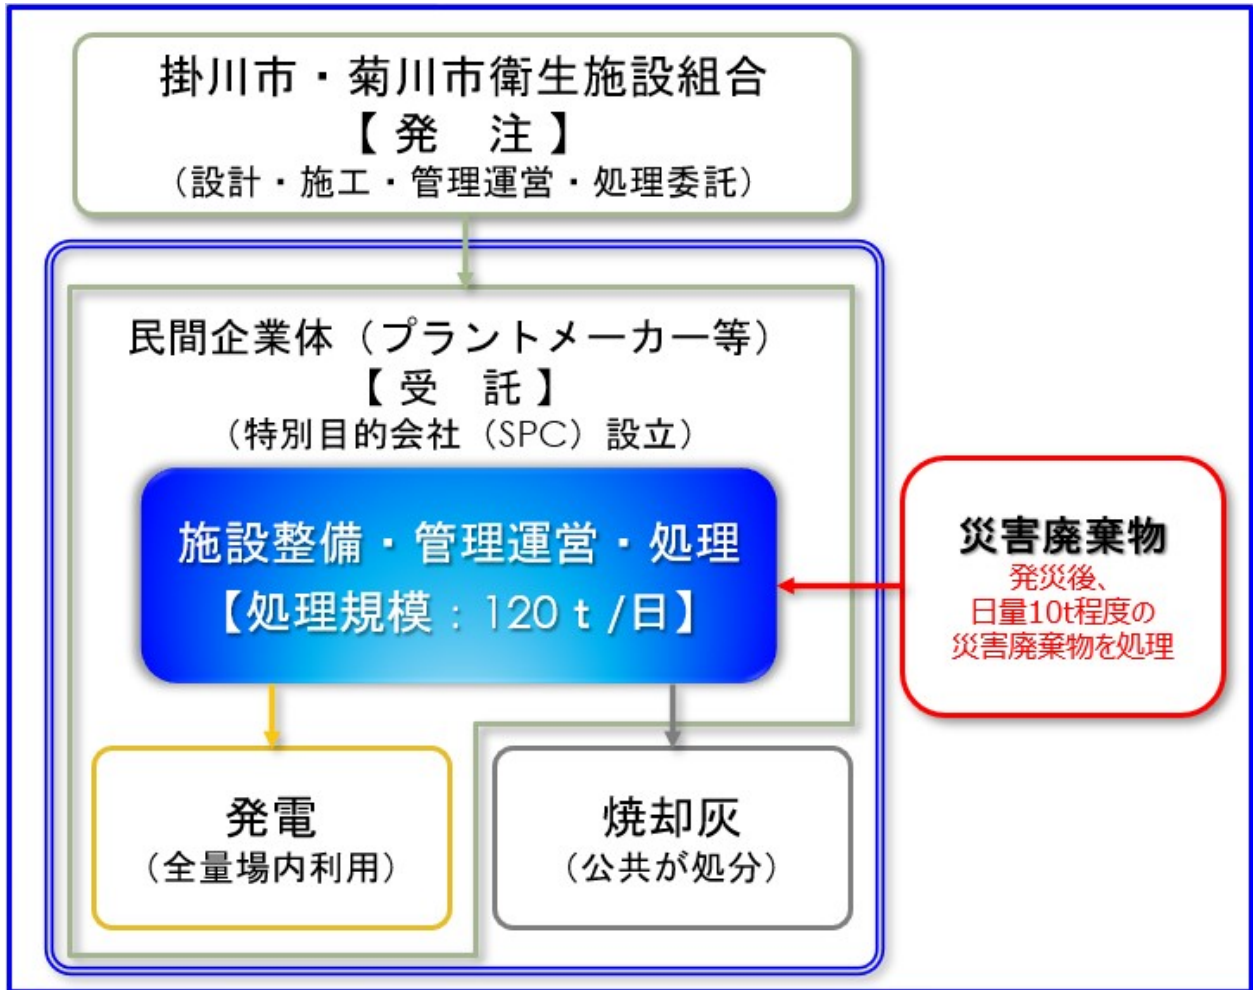 掛川市・菊川市衛生施設組合
【 発　注 】
（設計・施工・管理運営・処理委託）
民間企業体（プラントメーカー等）
【 受　託 】
（特別目的会社（SPC）設立）
施設整備・管理運営・処理
【処理規模：120ｔ/日】
災害廃棄物
発災後、
日量10t程度の
災害廃棄物を処理
発電
（全量場内利用）
焼却灰
（公共が処分）